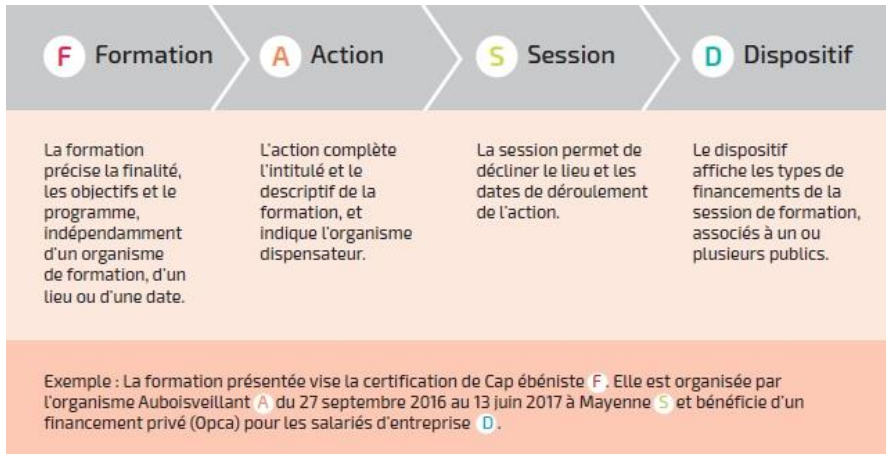 F Formation
A Action
S Session
D Dispositif
La formation
précise la finalité,
les objectifs et le
programme,
indépendamment
d'un organisme
de formation, d'un
lieu ou d'une date.
L'action complète
l'intitulé et le
descriptif de la
formation, et
indique l'organisme
dispensateur.
La session permet de
décliner le lieu et les
dates de déroulement
de l'action.
Le dispositif
affiche les types de
financements de la
session de formation,
associés à un ou
plusieurs publics.
Exemple : La formation présentée vise la certification de Cap ébéniste F. Elle est organisée par
l'organisme Auboisveillant A du 27 septembre 2016 au 13 juin 2017 à Mayenne S et bénéficie d'un
financement privé (Opca) pour les salariés d'entreprise D.